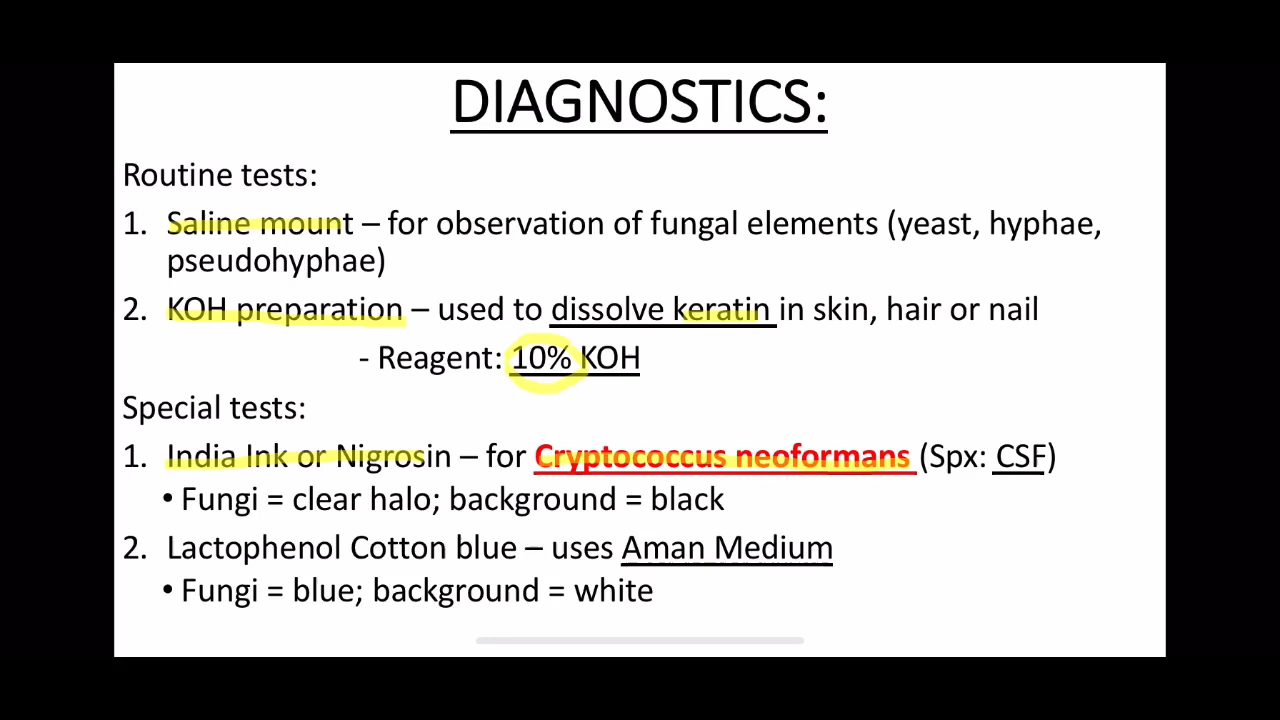 DIAGNOSTICS:
Routine tests:
1. Saline mount – for observation of fungal elements (yeast, hyphae,
pseudohyphae)
2. KOH preparation – used to dissolve keratin in skin, hair or nail
- Reagent: 10% KOH
Special tests:
1. India Ink or Nigrosin – for Cryptococcus neoformans (Spx: CSF)
• Fungi = clear halo; background = black
2. Lactophenol Cotton blue – uses Aman Medium
• Fungi = blue; background = white